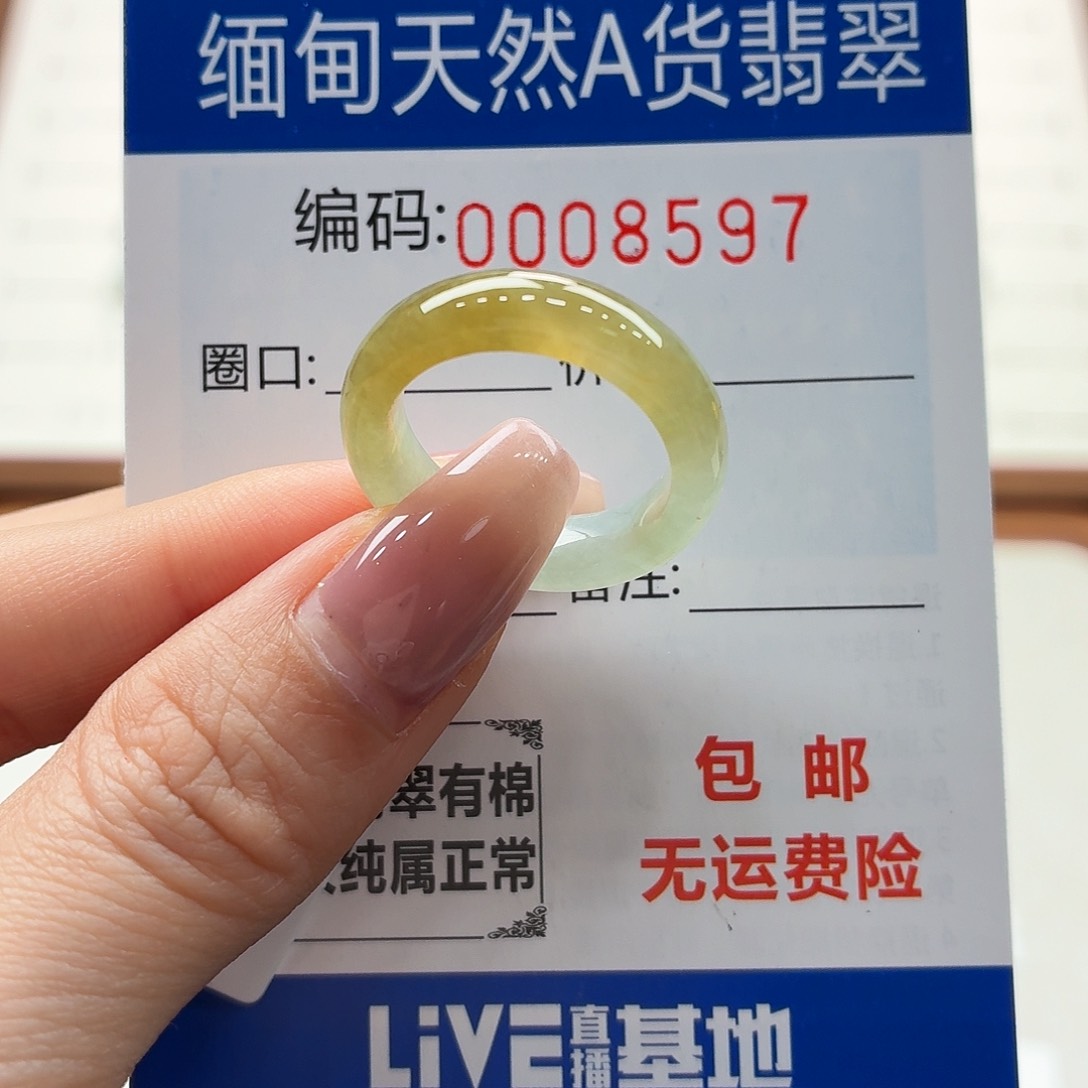 缅甸天然A货翡翠
编码:0008597
圈口:
备注:
翠有棉
纯属正常
包邮
无运费险
LiVE直播基地